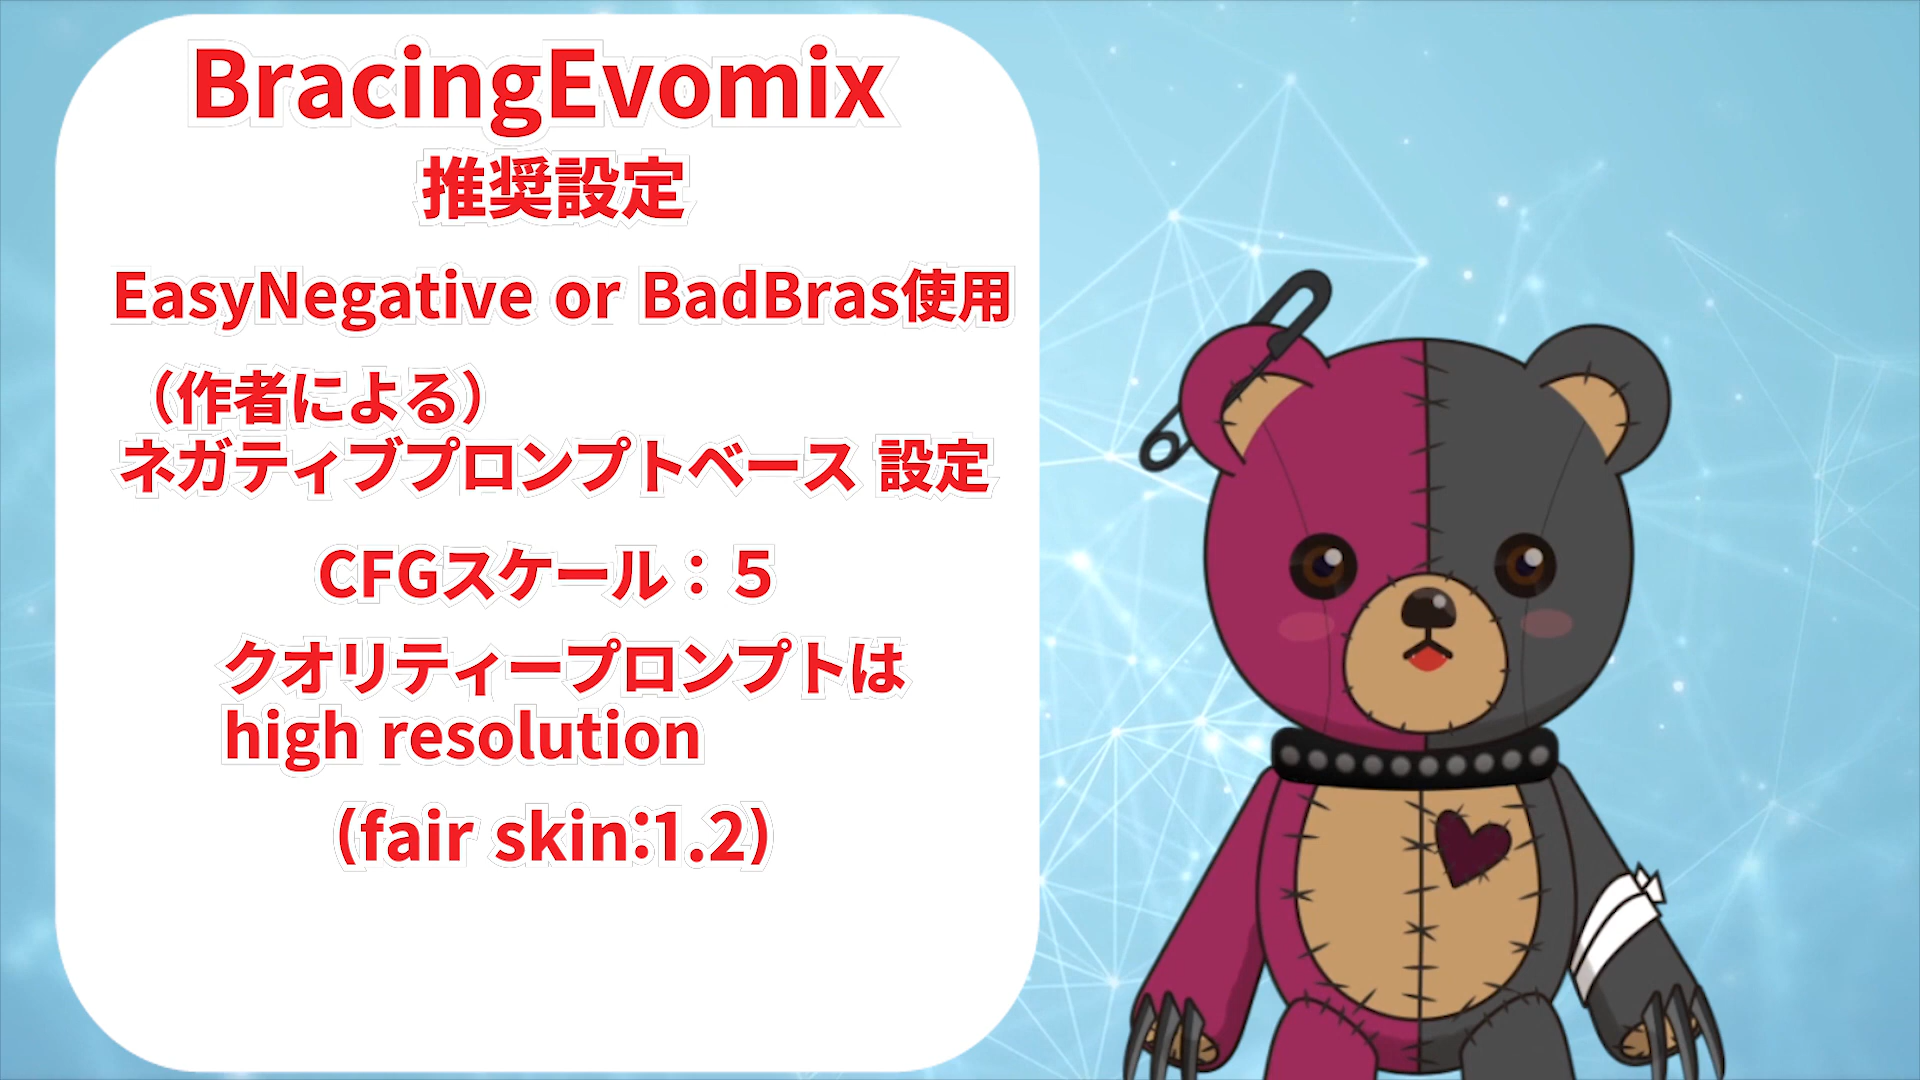 BracingEvomix
推奨設定
EasyNegative or BadBras使用
（作者による）
ネガティブプロンプトベース 設定
CFGスケール：５
クオリティープロンプトは
high resolution
(fair skin:1.2)